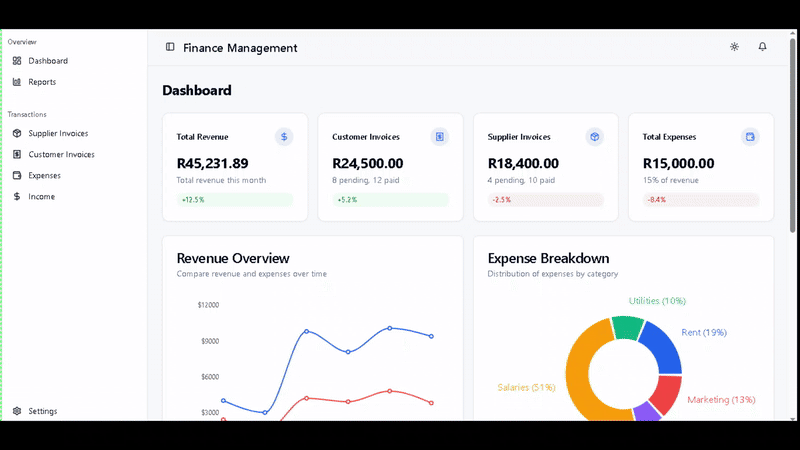 Overview
Dashboard
Reports
Transactions
Supplier Invoices
Customer Invoices
Expenses
Income
Settings
Finance Management
Dashboard
Total Revenue
R45,231.89
Total revenue this month
+12.5%
Customer Invoices
R24,500.00
8 pending, 12 paid
+5.2%
Supplier Invoices
R18,400.00
4 pending, 10 paid
-2.5%
Total Expenses
R15,000.00
15% of revenue
-8.4%
Revenue Overview
Compare revenue and expenses over time
$12000
$9000
$6000
$3000
Expense Breakdown
Distribution of expenses by category
Utilities (10%)
Rent (19%)
Salaries (51%)
Marketing (13%)